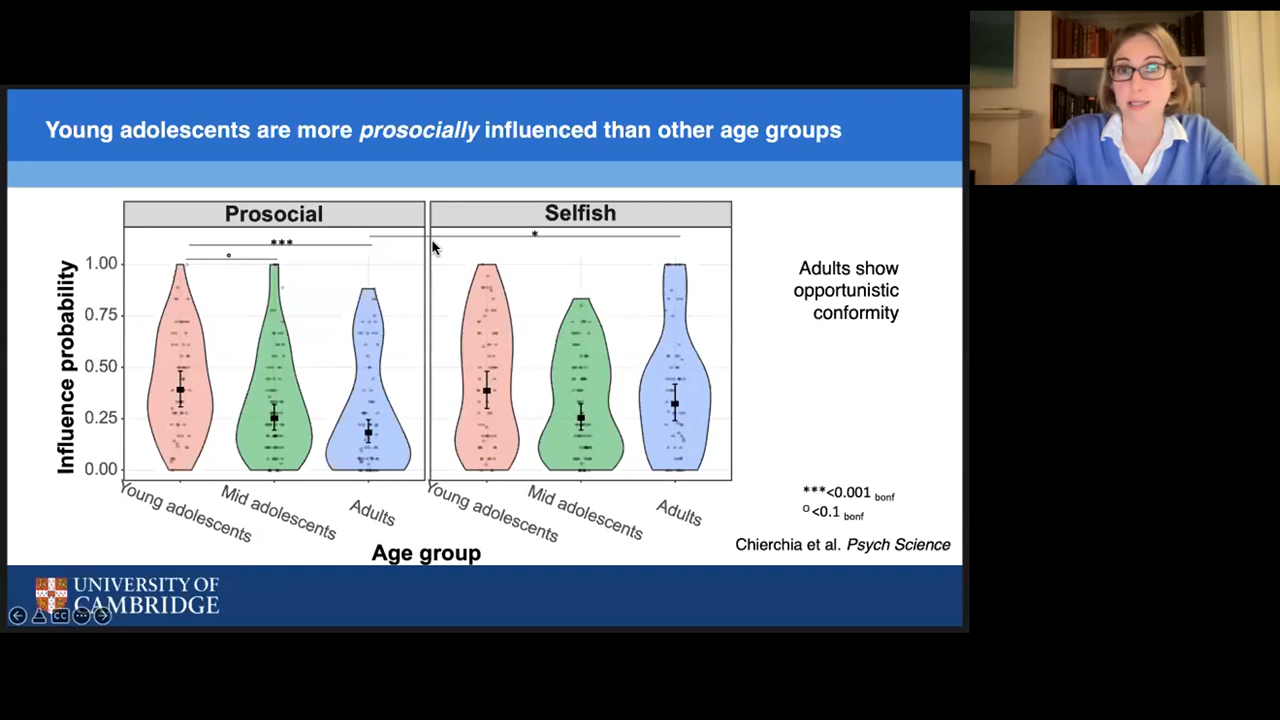 Young adolescents are more prosocially influenced than other age groups
Prosocial
Selfish
***
*
°
Influence probability
1.00
0.75
0.50
0.25
0.00
Young adolescents
Mid adolescents
Adults
Young adolescents
Mid adolescents
Adults
Age group
Adults show
opportunistic
conformity
***<0.001 bonf
o<0.1 bonf
Chierchia et al. Psych Science
UNIVERSITY OF
CAMBRIDGE
CC